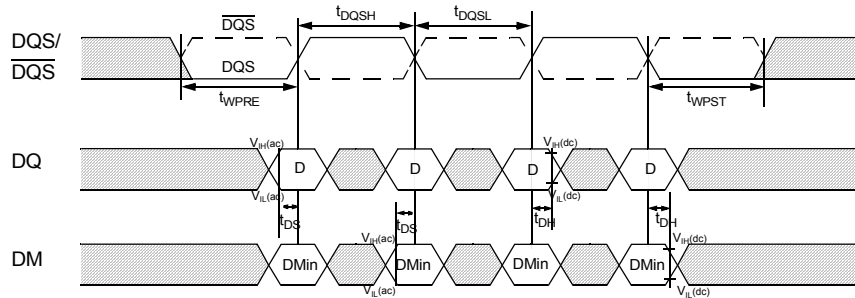 DQS/
DQS
DQS
DQS
tDQSH
tDQSL
tWPRE
tWPST
DQ
VIH(ac)
VIL(ac)
D
D
D
D
VIH(dc)
VIL(dc)
tDS
tDS
tDH
tDH
DM
VIH(ac)
VIL(ac)
DMin
DMin
DMin
DMin
VIH(dc)
VIL(dc)